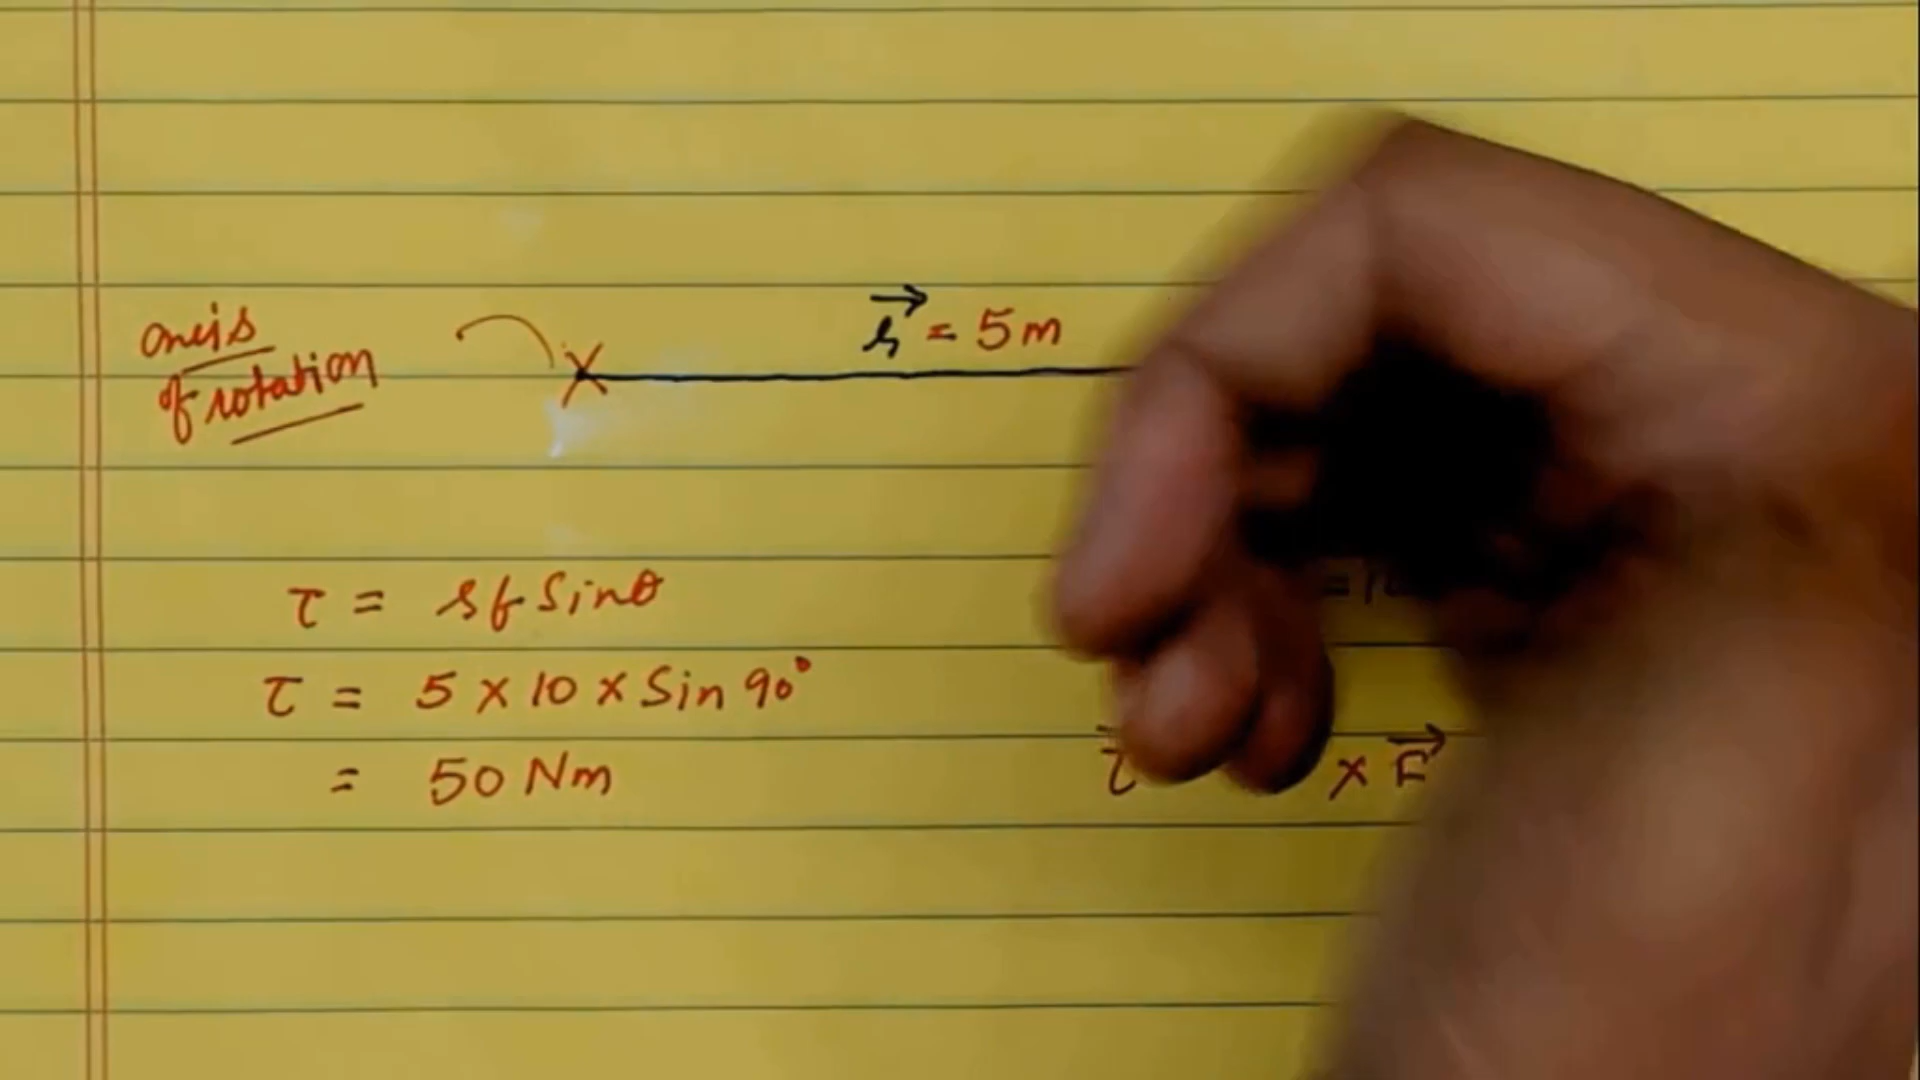 axis
of rotation
r = 5m
τ = rf sinθ
τ = 5 × 10 × Sin 90°
= 50 Nm
τ × F